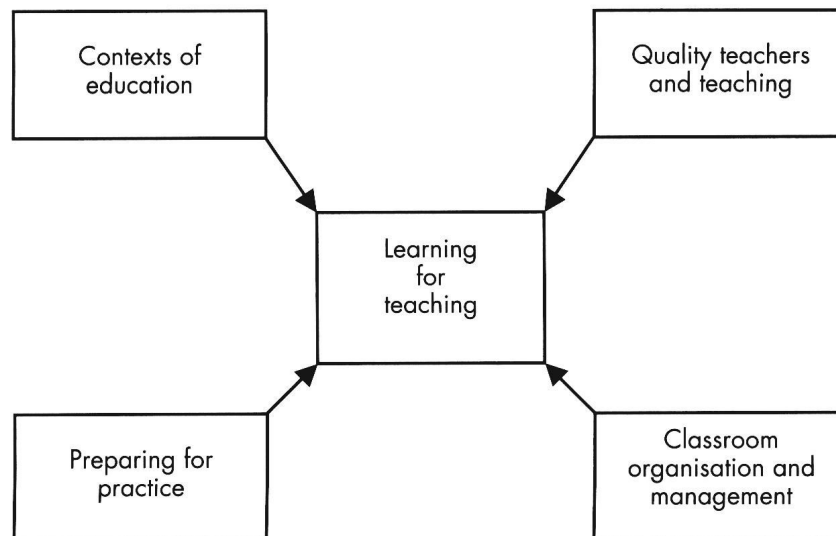 Contexts of
education
Quality teachers
and teaching
Learning
for
teaching
Preparing for
practice
Classroom
organisation and
management